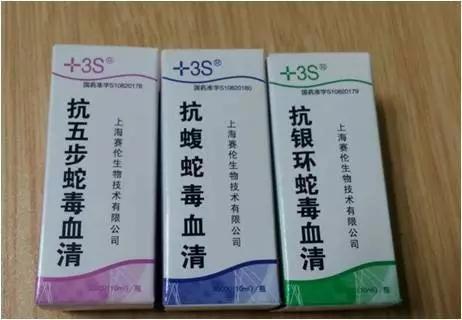 +3S®
国药准字S10820178
抗五步蛇毒血清
上海赛伦生物技术有限公司
+3S®
国药准字S10820180
抗蝮蛇毒血清
上海赛伦生物技术有限公司
+3S®
国药准字S10820179
抗银环蛇毒血清
上海赛伦生物技术有限公司